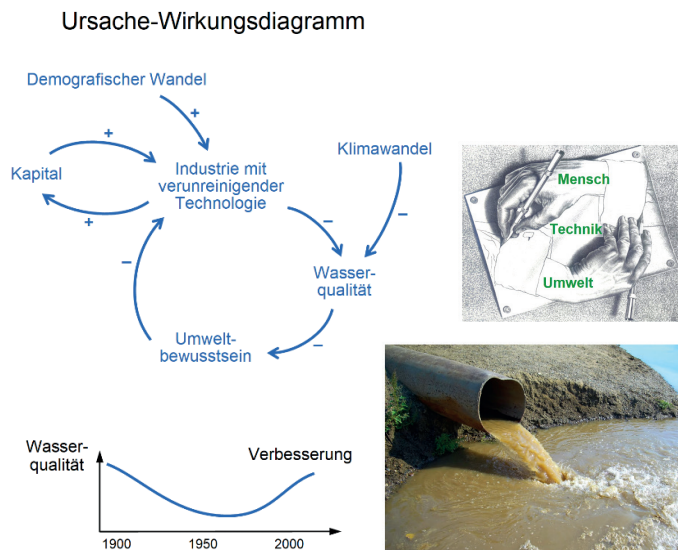 Ursache-Wirkungsdiagramm
Demografischer Wandel
+
+
Klimawandel
Kapital
Industrie mit
verunreinigender
Technologie
+
–
–
–
Wasser-
qualität
Umwelt-
bewusstsein
–
Mensch
Technik
Umwelt
Wasser-
qualität
Verbesserung
1900
1950
2000